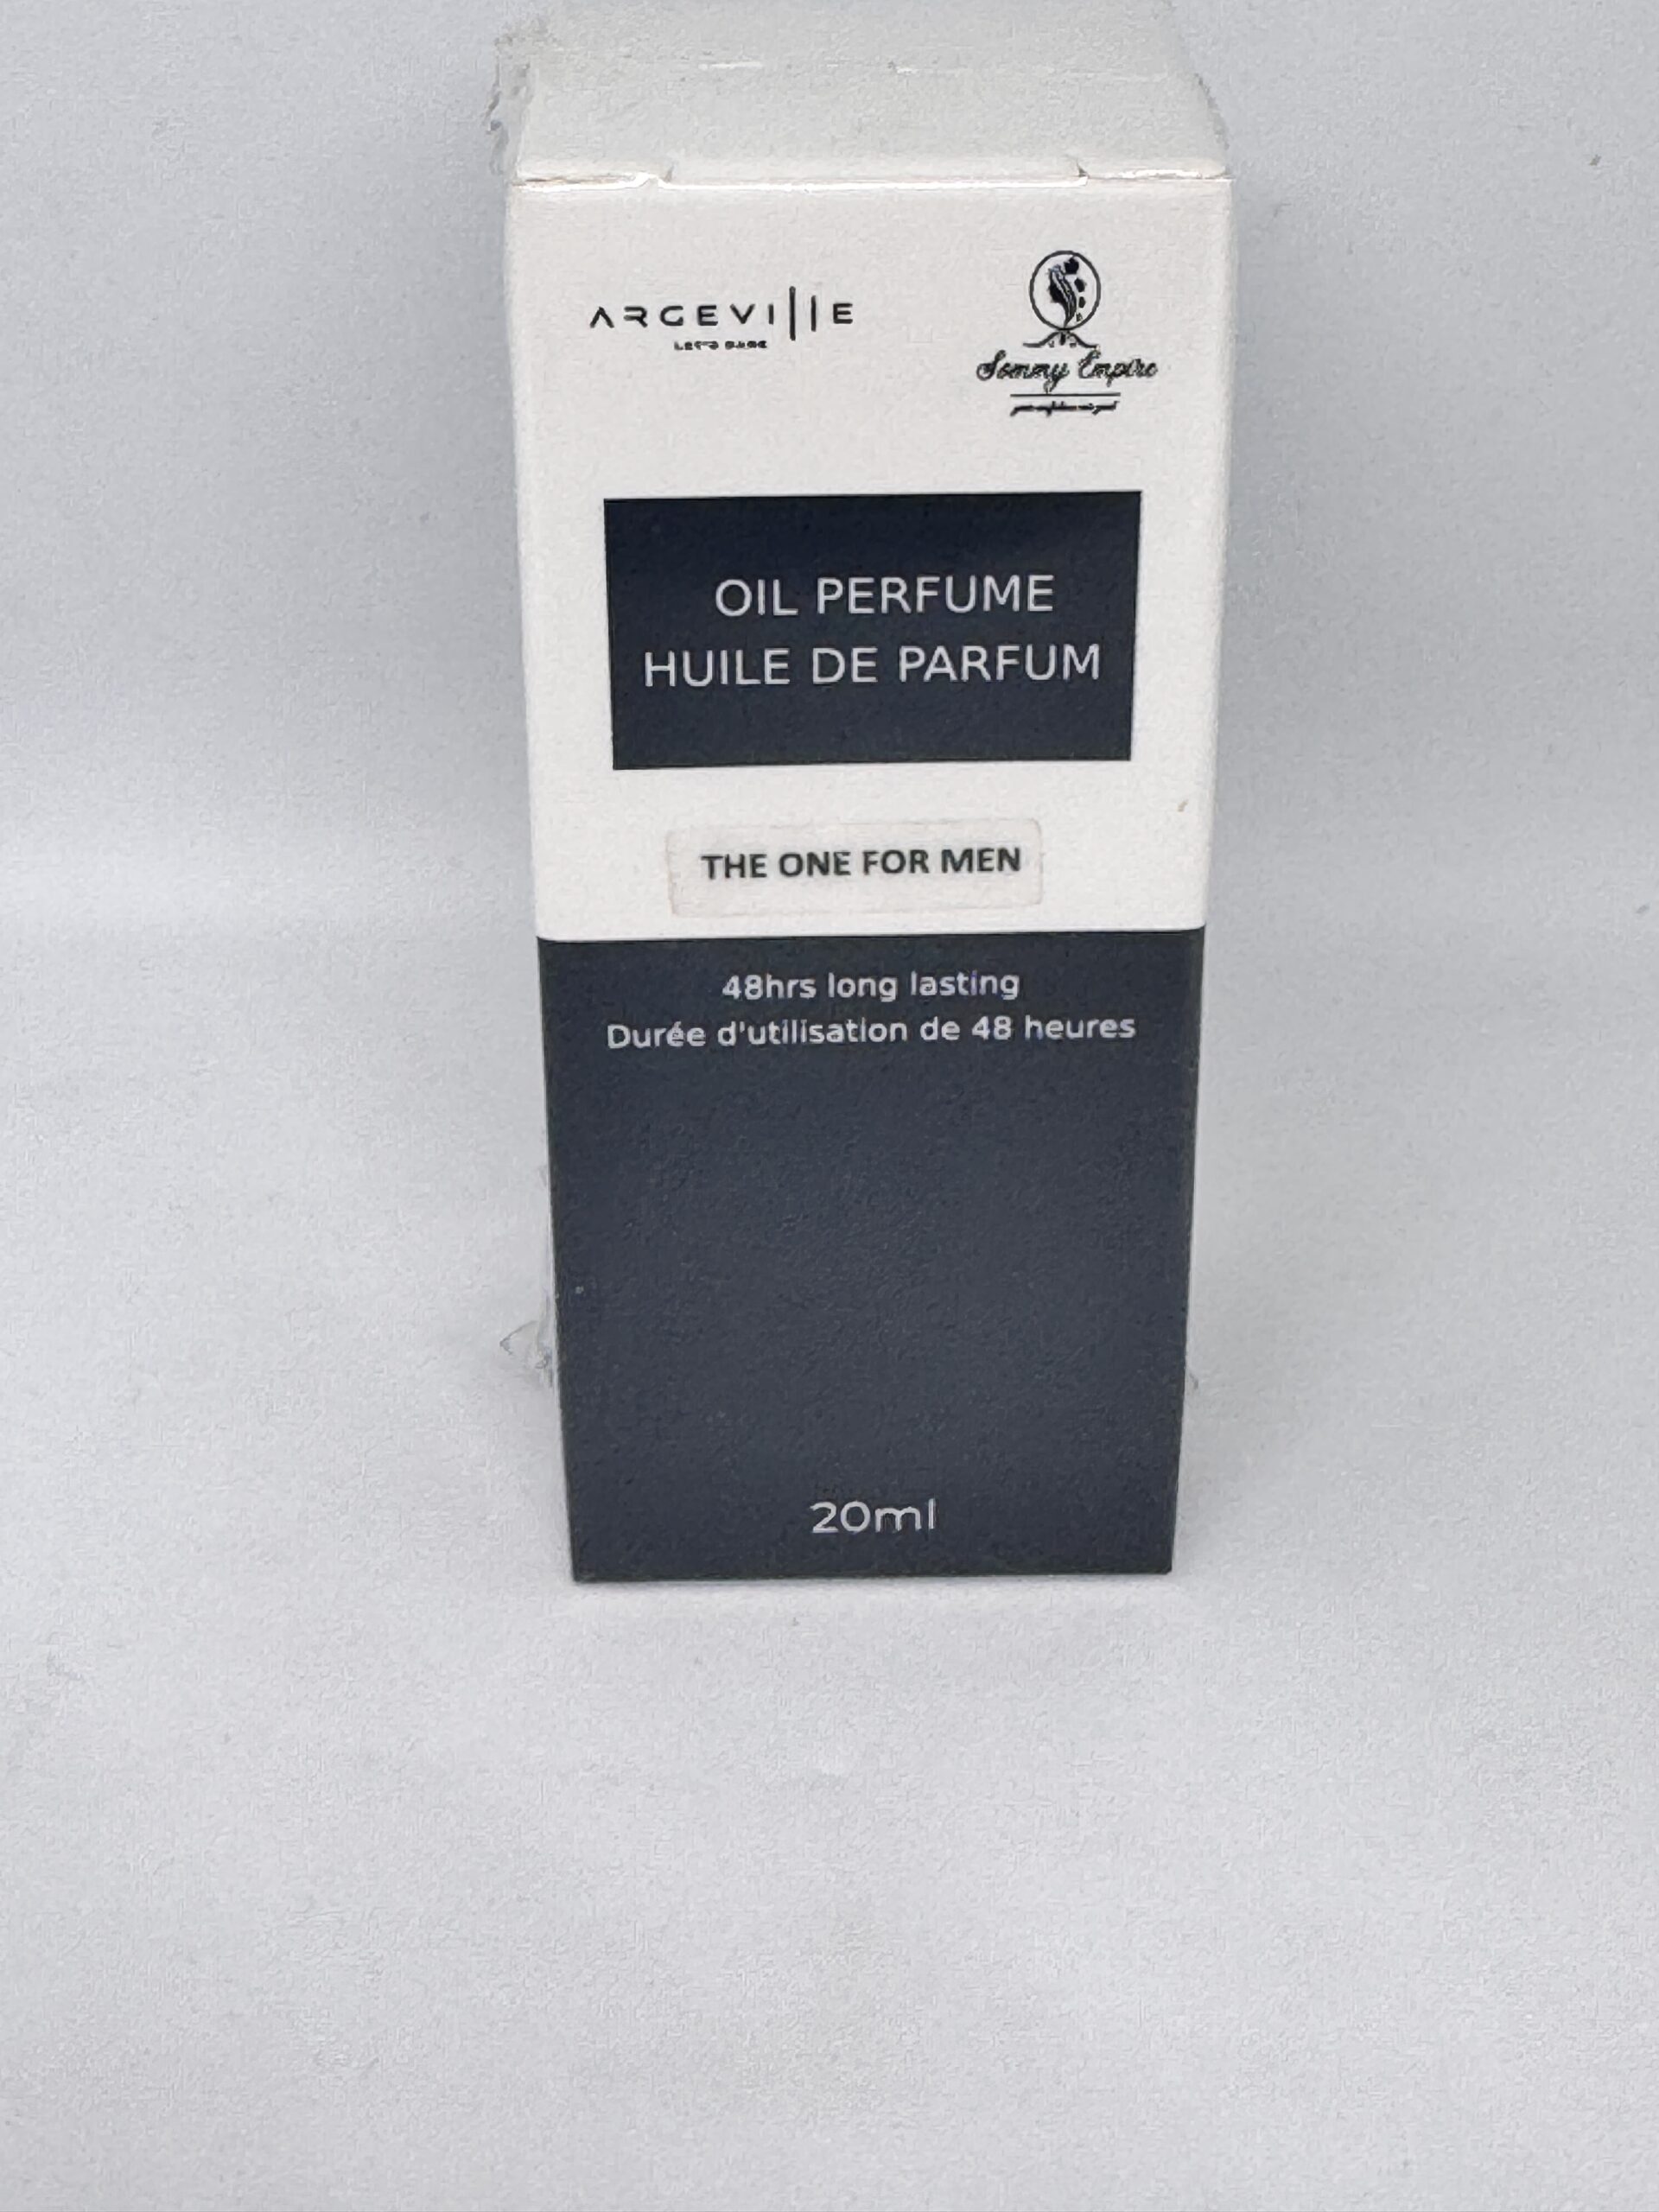 ARGEVILLE
Sommy Empire
OIL PERFUME
HUILE DE PARFUM
THE ONE FOR MEN
48hrs long lasting
Durée d'utilisation de 48 heures
20ml